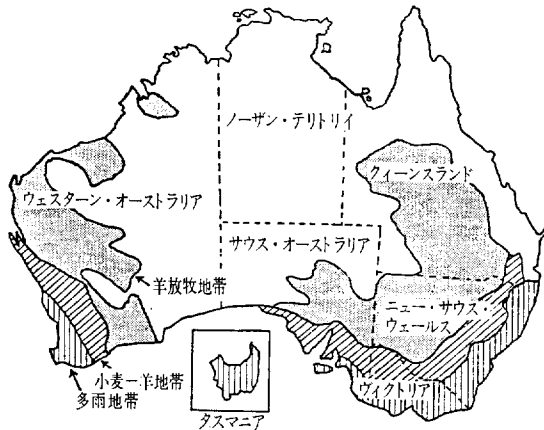 ノーザン・テリトリイ
クィーンスランド
ウェスターン・オーストラリア
サウス・オーストラリア
羊放牧地帯
ニュー・サウス・
ウェールス
小麦－羊地帯
多雨地帯
ヴィクトリア
タスマニア